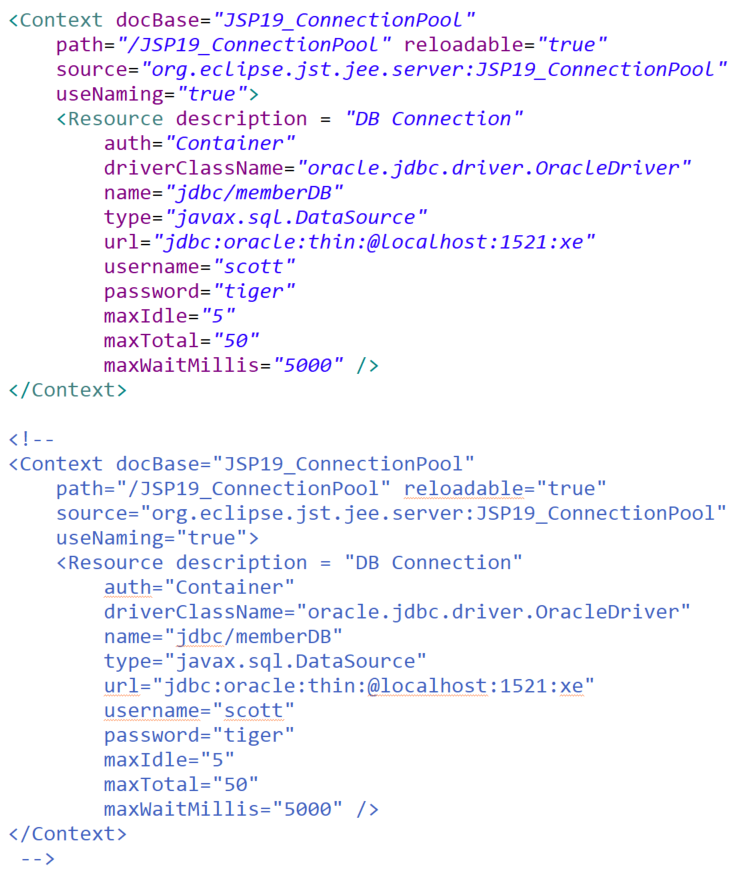 <Context docBase="JSP19_ConnectionPool"
    path="/JSP19_ConnectionPool" reloadable="true"
    source="org.eclipse.jst.jee.server:JSP19_ConnectionPool"
    useNaming="true">
    <Resource description = "DB Connection"
        auth="Container"
        driverClassName="oracle.jdbc.driver.OracleDriver"
        name="jdbc/memberDB"
        type="javax.sql.DataSource"
        url="jdbc:oracle:thin:@localhost:1521:xe"
        username="scott"
        password="tiger"
        maxIdle="5"
        maxTotal="50"
        maxWaitMillis="5000" />
</Context>

<!--
<Context docBase="JSP19_ConnectionPool"
    path="/JSP19_ConnectionPool" reloadable="true"
    source="org.eclipse.jst.jee.server:JSP19_ConnectionPool"
    useNaming="true">
    <Resource description = "DB Connection"
        auth="Container"
        driverClassName="oracle.jdbc.driver.OracleDriver"
        name="jdbc/memberDB"
        type="javax.sql.DataSource"
        url="jdbc:oracle:thin:@localhost:1521:xe"
        username="scott"
        password="tiger"
        maxIdle="5"
        maxTotal="50"
        maxWaitMillis="5000" />
</Context>
 -->